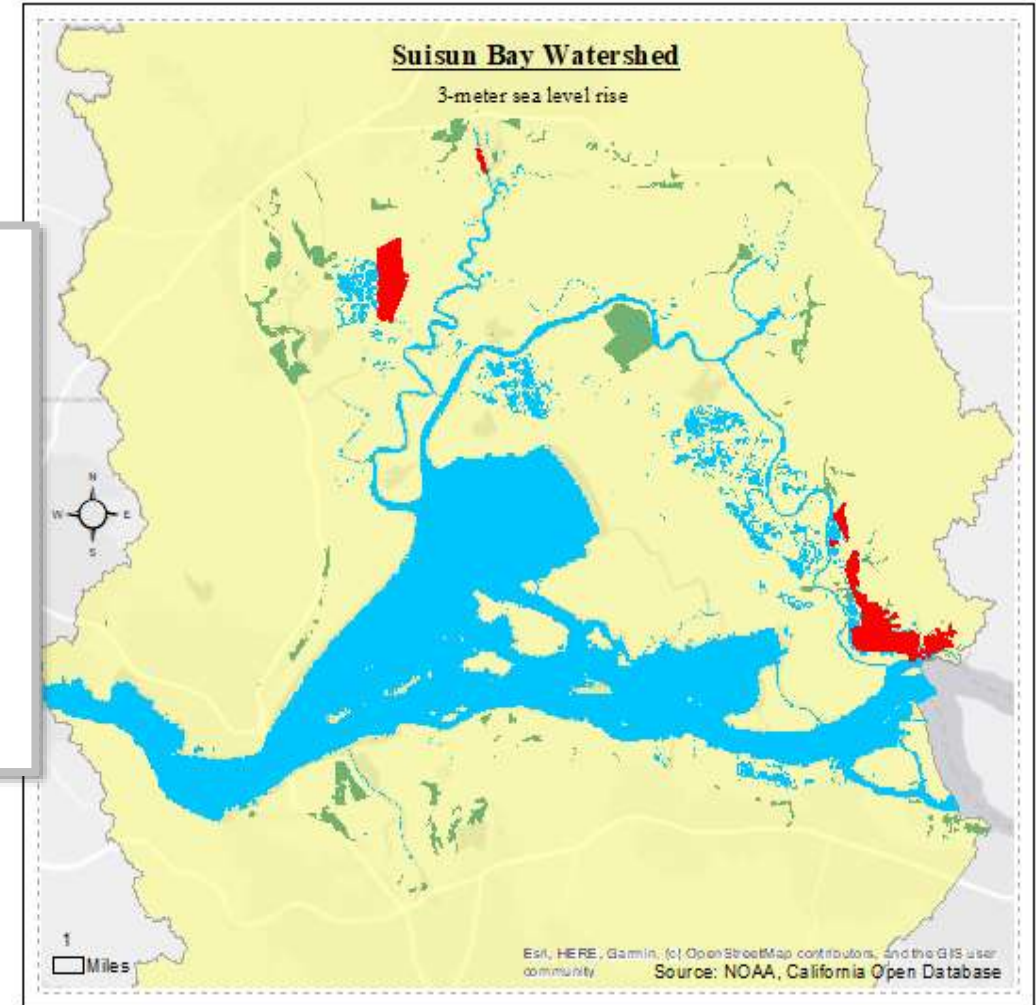 Suisun Bay Watershed
3-meter sea level rise
N
W E
S
1
Miles
Esri, HERE, Garmin, (c) OpenStreetMap contributors, and the GIS user
community
Source: NOAA, California Open Database